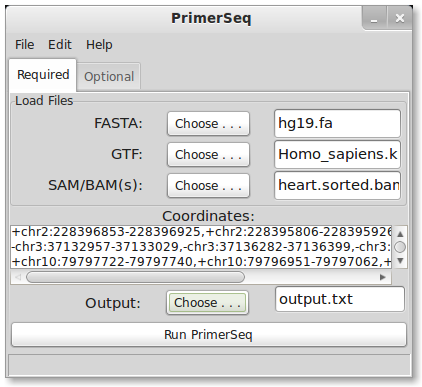 PrimerSeq
File Edit Help
Required Optional
Load Files
FASTA: Choose . . . hg19.fa
GTF: Choose . . . Homo_sapiens.k
SAM/BAM(s): Choose . . . heart.sorted.bam
Coordinates:
+chr2:228396853-228396925,+chr2:228395806-228395926
-chr3:37132957-37133029,-chr3:37136282-37136399,-chr3:
+chr10:79797722-79797740,+chr10:79796951-79797062,+
Output: Choose . . . output.txt
Run PrimerSeq